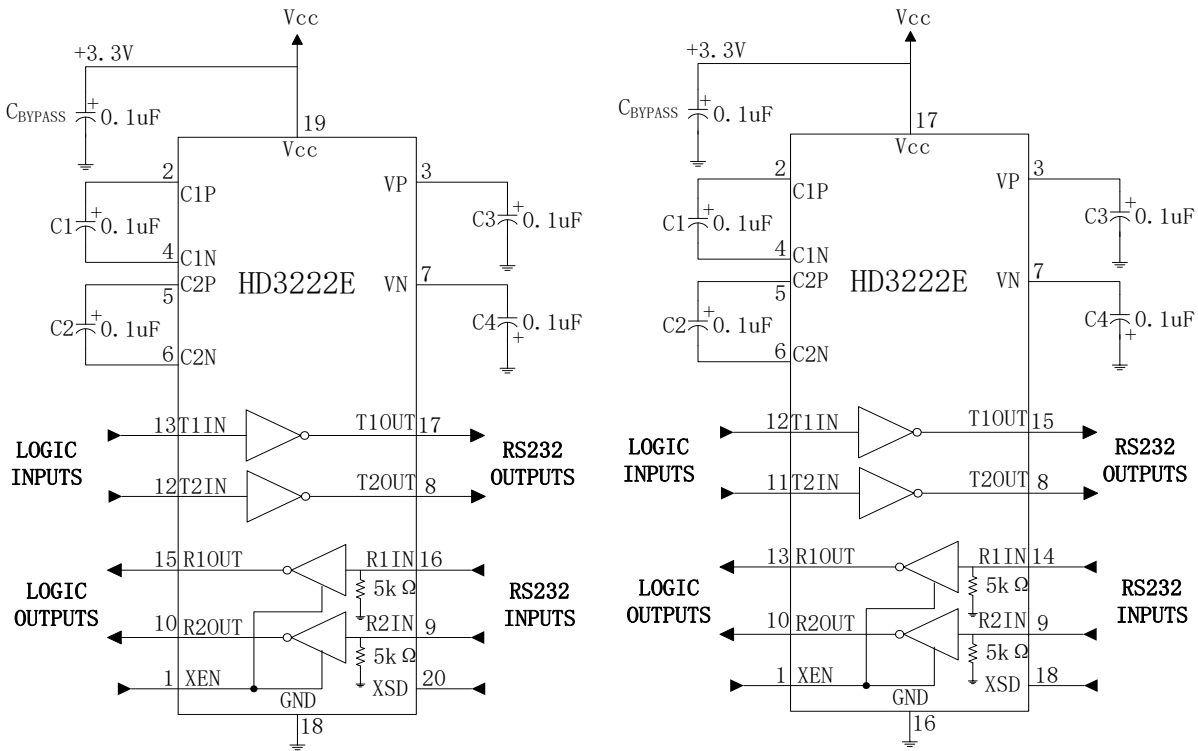 Vcc
+3.3V
CBYPASS
+
0.1uF
19
Vcc
2
C1P
VP
3
C1
+
0.1uF
C3
+
0.1uF
4
C1N
C2P
5
HD3222E
VN
7
C2
+
0.1uF
C4
0.1uF
+
6
C2N
LOGIC
INPUTS
13
T1IN
T1OUT
17
RS232
OUTPUTS
12
T2IN
T2OUT
8
LOGIC
OUTPUTS
15
R1OUT
R1IN
16
5kΩ
RS232
INPUTS
10
R2OUT
R2IN
9
5kΩ
1
XEN
XSD
20
GND
18
Vcc
+3.3V
CBYPASS
+
0.1uF
17
Vcc
2
C1P
VP
3
C1
+
0.1uF
C3
+
0.1uF
4
C1N
C2P
5
HD3222E
VN
7
C2
+
0.1uF
C4
0.1uF
+
6
C2N
LOGIC
INPUTS
12
T1IN
T1OUT
15
RS232
OUTPUTS
11
T2IN
T2OUT
8
LOGIC
OUTPUTS
13
R1OUT
R1IN
14
5kΩ
RS232
INPUTS
10
R2OUT
R2IN
9
5kΩ
1
XEN
XSD
18
GND
16